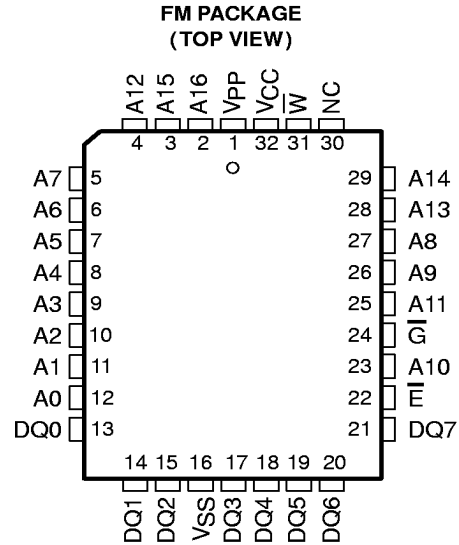 FM PACKAGE
(TOP VIEW)
A12 A15 A16 VPP VCC W̅ NC
4 3 2 1 32 31 30
A7 5 29 A14
A6 6 28 A13
A5 7 27 A8
A4 8 26 A9
A3 9 25 A11
A2 10 24 G̅
A1 11 23 A10
A0 12 22 E̅
DQ0 13 21 DQ7
14 15 16 17 18 19 20
DQ1 DQ2 VSS DQ3 DQ4 DQ5 DQ6